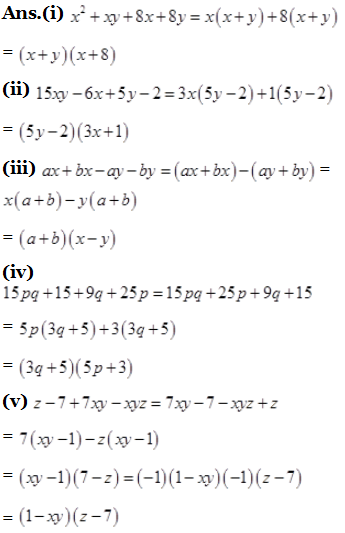 Ans.(i) x² + xy + 8x + 8y = x(x + y) + 8(x + y)
= (x + y)(x + 8)
(ii) 15xy − 6x + 5y − 2 = 3x(5y − 2) + 1(5y − 2)
= (5y − 2)(3x + 1)
(iii) ax + bx − ay − by = (ax + bx) − (ay + by) =
x(a + b) − y(a + b)
= (a + b)(x − y)
(iv)
15pq + 15 + 9q + 25p = 15pq + 25p + 9q + 15
= 5p(3q + 5) + 3(3q + 5)
= (3q + 5)(5p + 3)
(v) z − 7 + 7xy − xyz = 7xy − 7 − xyz + z
= 7(xy − 1) − z(xy − 1)
= (xy − 1)(7 − z) = (−1)(1 − xy)(−1)(z − 7)
= (1 − xy)(z − 7)